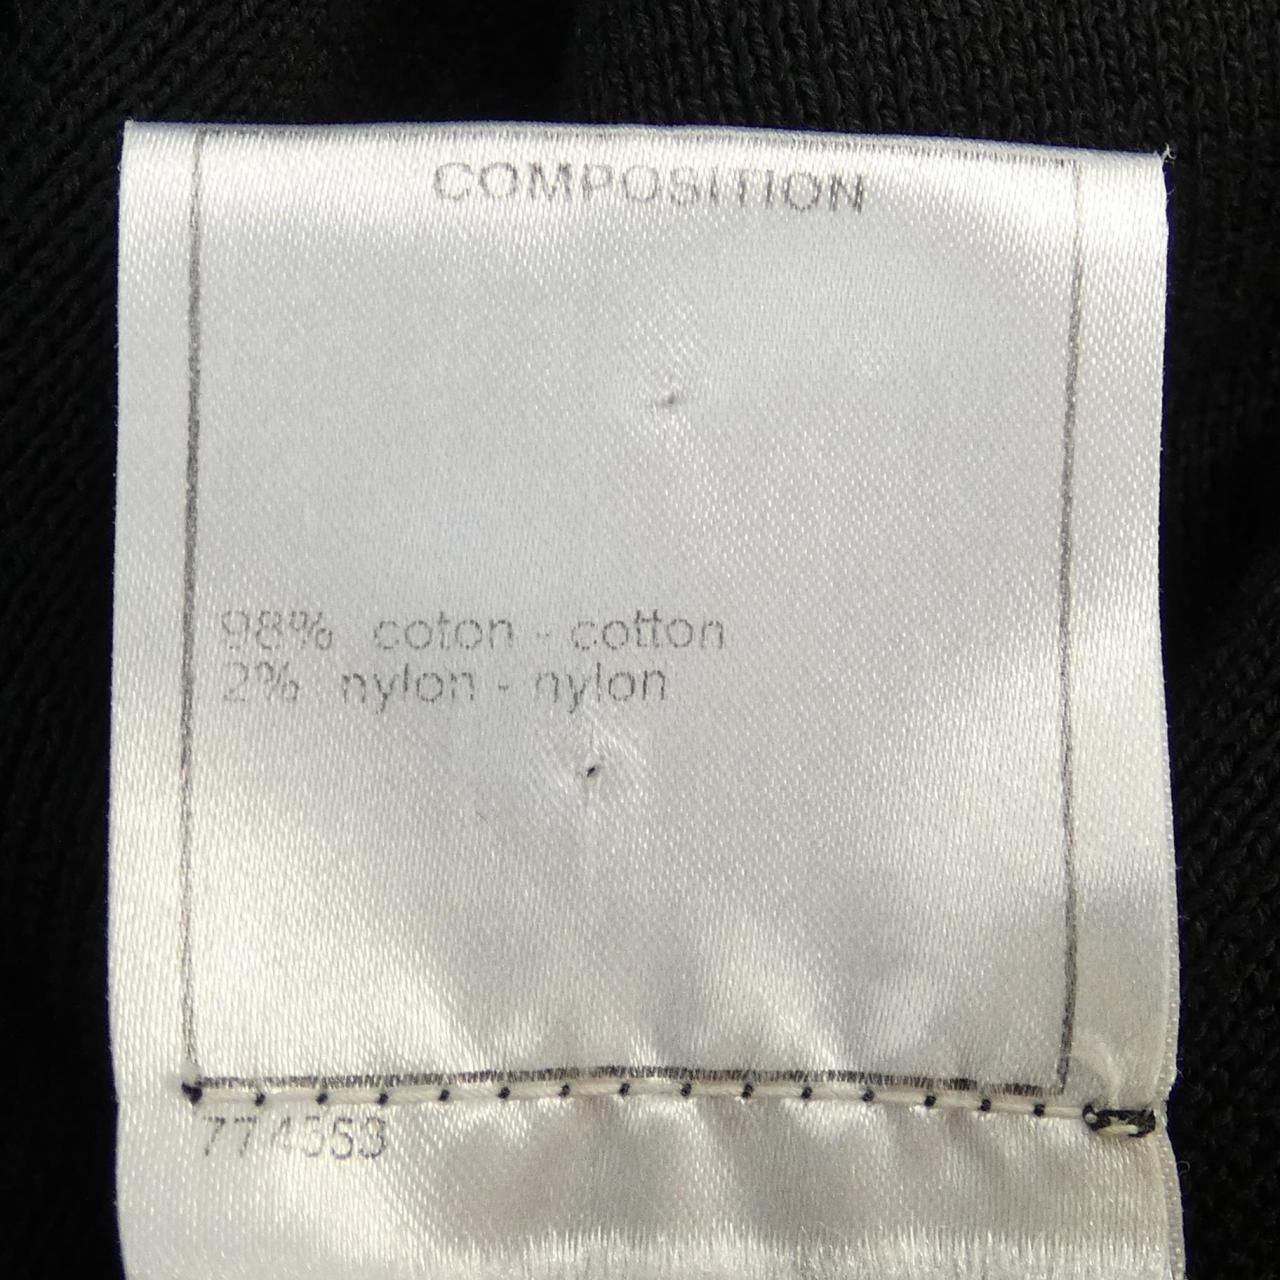 COMPOSITION
98% coton - cotton
2% nylon - nylon
774553